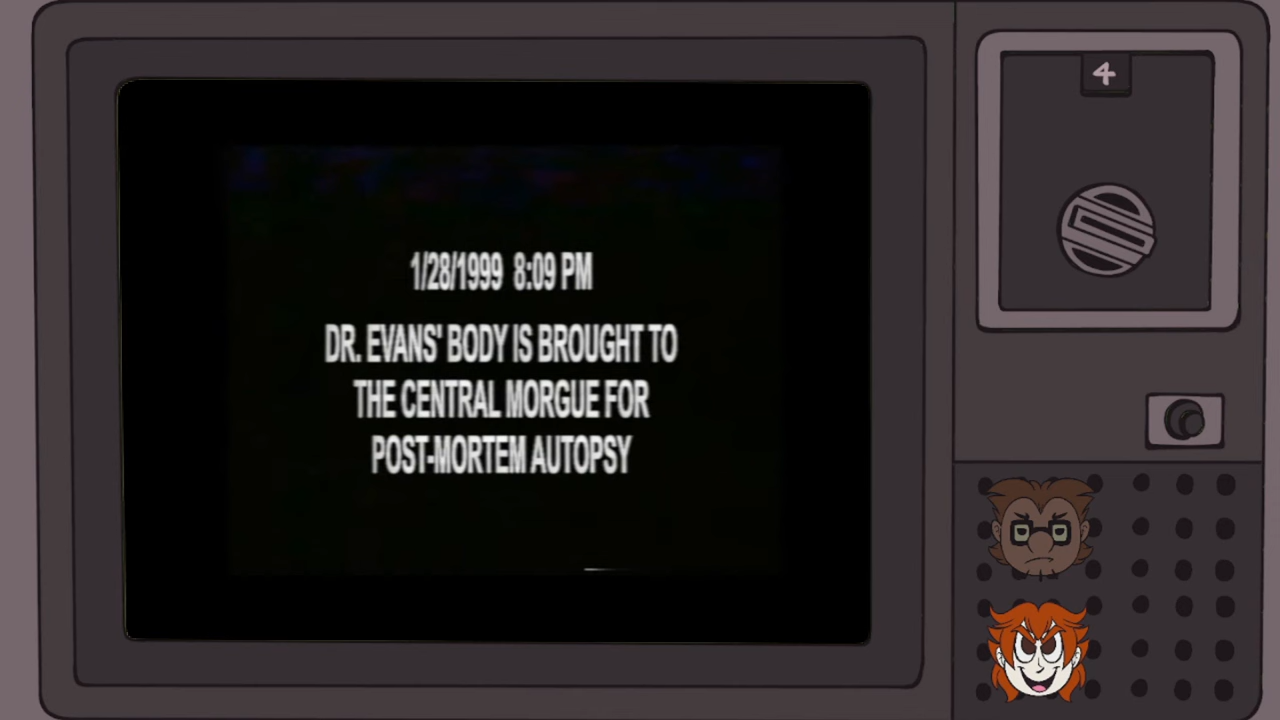 1/28/1999 8:09 PM
DR. EVANS' BODY IS BROUGHT TO
THE CENTRAL MORGUE FOR
POST-MORTEM AUTOPSY
4